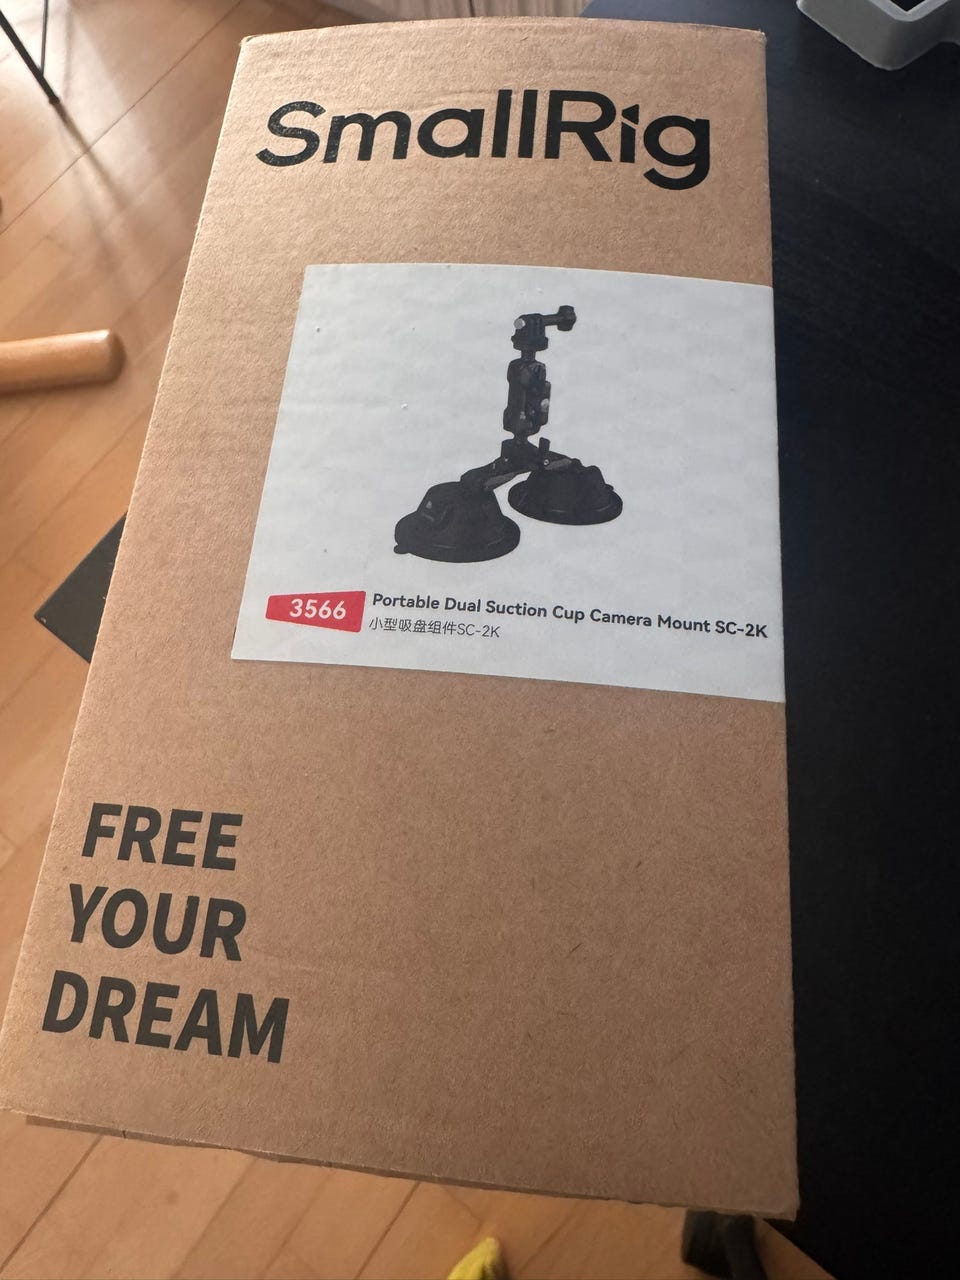 SmallRig
3566
Portable Dual Suction Cup Camera Mount SC-2K
小型吸盘组件SC-2K
FREE
YOUR
DREAM